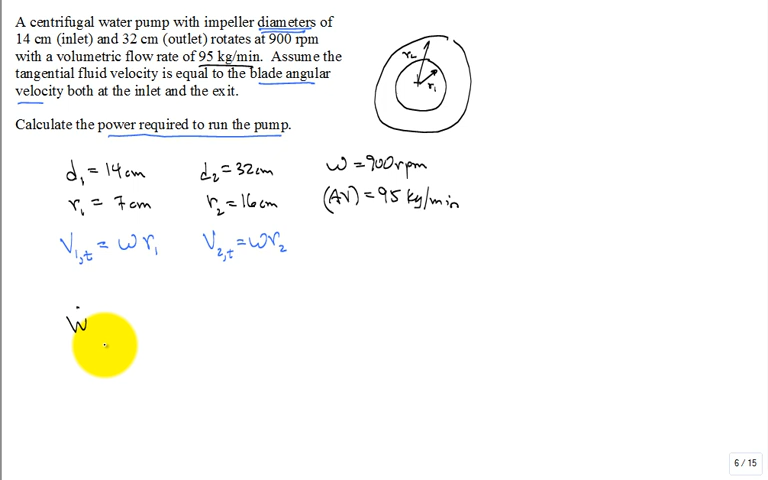 A centrifugal water pump with impeller diameters of
14 cm (inlet) and 32 cm (outlet) rotates at 900 rpm
with a volumetric flow rate of 95 kg/min. Assume the
tangential fluid velocity is equal to the blade angular
velocity both at the inlet and the exit.
Calculate the power required to run the pump.
r₂
r₁
d₁ = 14cm d₂ = 32cm ω = 900rpm
r₁ = 7cm r₂ = 16cm (AV) = 95 kg/min
V₁,t = ωr₁ V₂,t = ωr₂
Ẇ
6 / 15